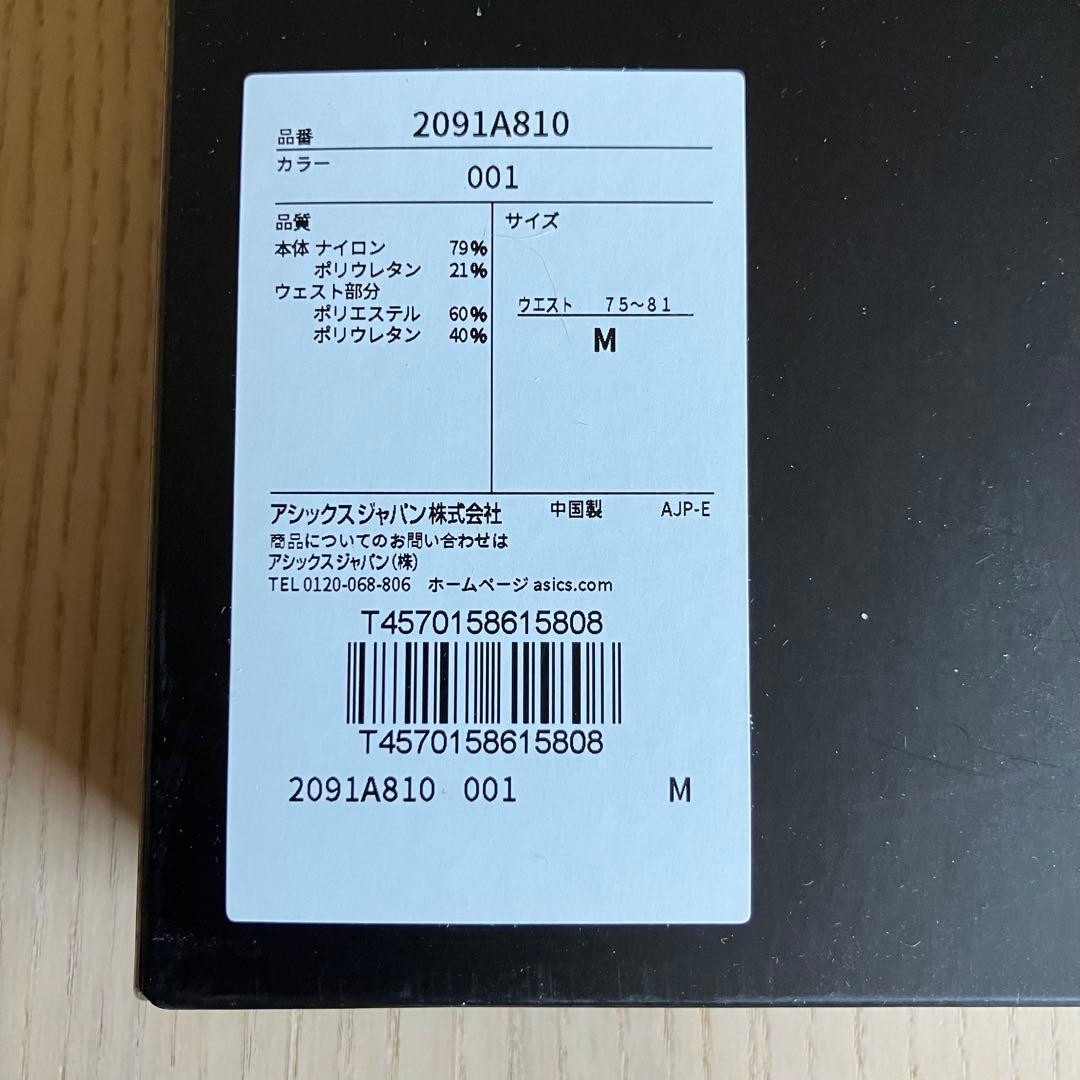 品番 2091A810
カラー
001
品質
本体 ナイロン 79%
ポリウレタン 21%
ウェスト部分
ポリエステル 60%
ポリウレタン 40%
サイズ
ウエスト 75〜81
M
アシックスジャパン株式会社 中国製 AJP-E
商品についてのお問い合わせは
アシックスジャパン(株)
TEL 0120-068-806 ホームページ asics.com
T4570158615808
T4570158615808
2091A810 001 M